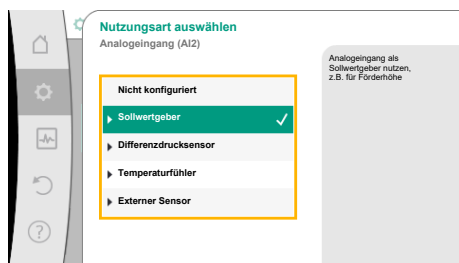 Nutzungsart auswählen
Analogeingang (AI2)
Nicht konfiguriert
Sollwertgeber
Differenzdrucksensor
Temperaturfühler
Externer Sensor
Analogeingang als
Sollwertgeber nutzen,
z.B. für Förderhöhe
?